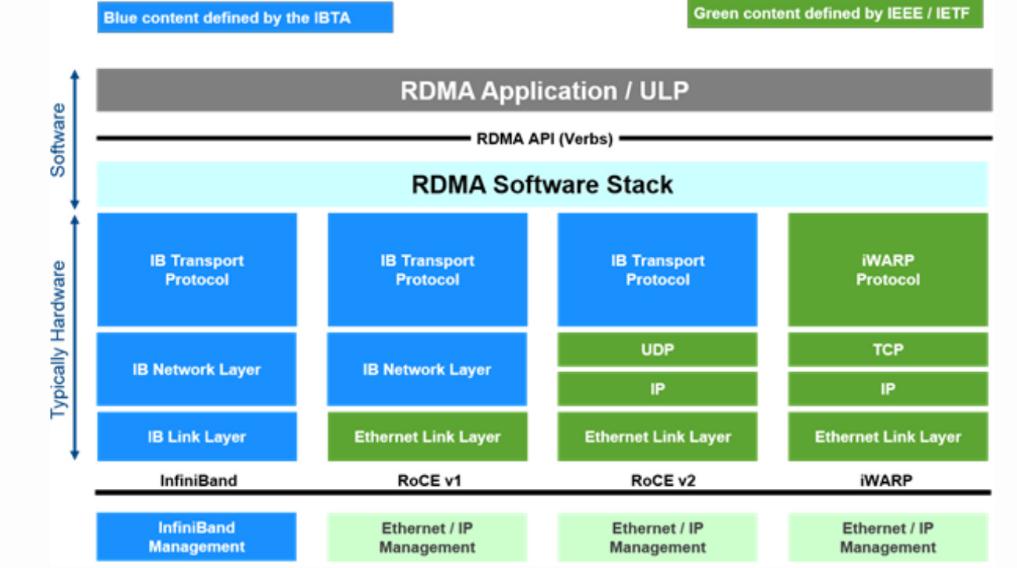 Blue content defined by the IBTA
Green content defined by IEEE / IETF
Software
RDMA Application / ULP
RDMA API (Verbs)
RDMA Software Stack
Typically Hardware
IB Transport
Protocol
IB Transport
Protocol
IB Transport
Protocol
iWARP
Protocol
IB Network Layer
IB Network Layer
UDP
TCP
IP
IP
IB Link Layer
Ethernet Link Layer
Ethernet Link Layer
Ethernet Link Layer
InfiniBand
RoCE v1
RoCE v2
iWARP
InfiniBand
Management
Ethernet / IP
Management
Ethernet / IP
Management
Ethernet / IP
Management